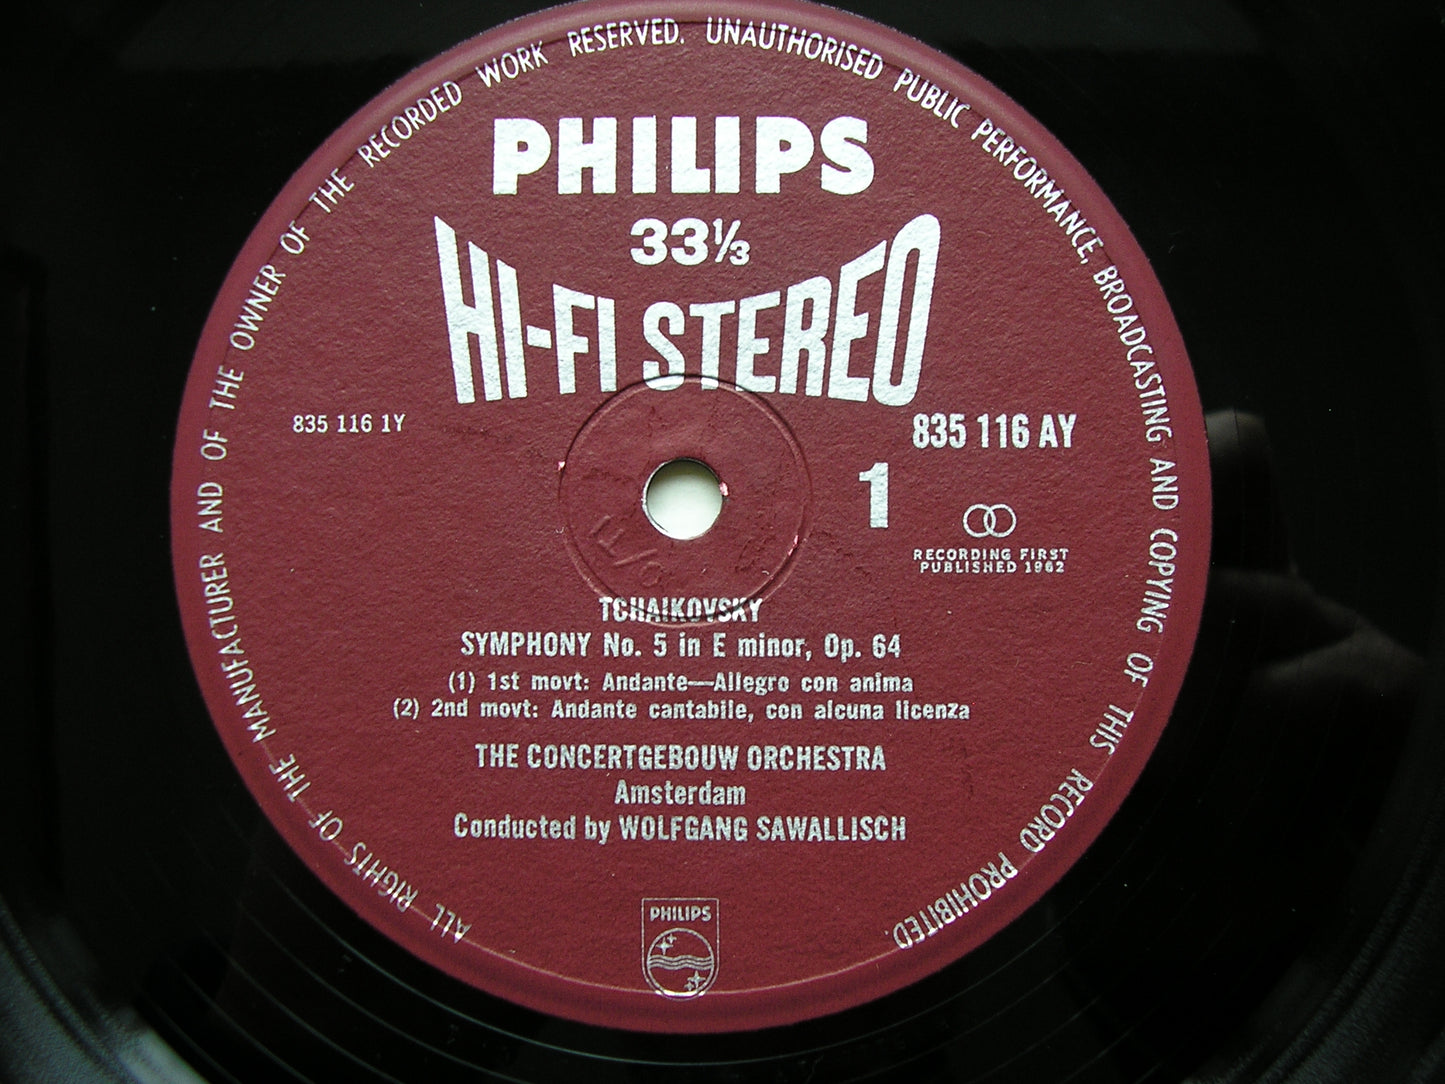 ALL RIGHTS OF THE MANUFACTURER AND OF THE OWNER OF THE RECORDED WORK RESERVED. UNAUTHORISED PUBLIC PERFORMANCE, BROADCASTING AND COPYING OF THIS RECORD PROHIBITED.
PHILIPS
33⅓
HI-FI STEREO
835 116 1Y
835 116 AY
1
RECORDING FIRST
PUBLISHED 1962
TCHAIKOVSKY
SYMPHONY No. 5 in E minor, Op. 64
(1) 1st movt: Andante—Allegro con anima
(2) 2nd movt: Andante cantabile, con alcuna licenza
THE CONCERTGEBOUW ORCHESTRA
Amsterdam
Conducted by WOLFGANG SAWALLISCH
PHILIPS